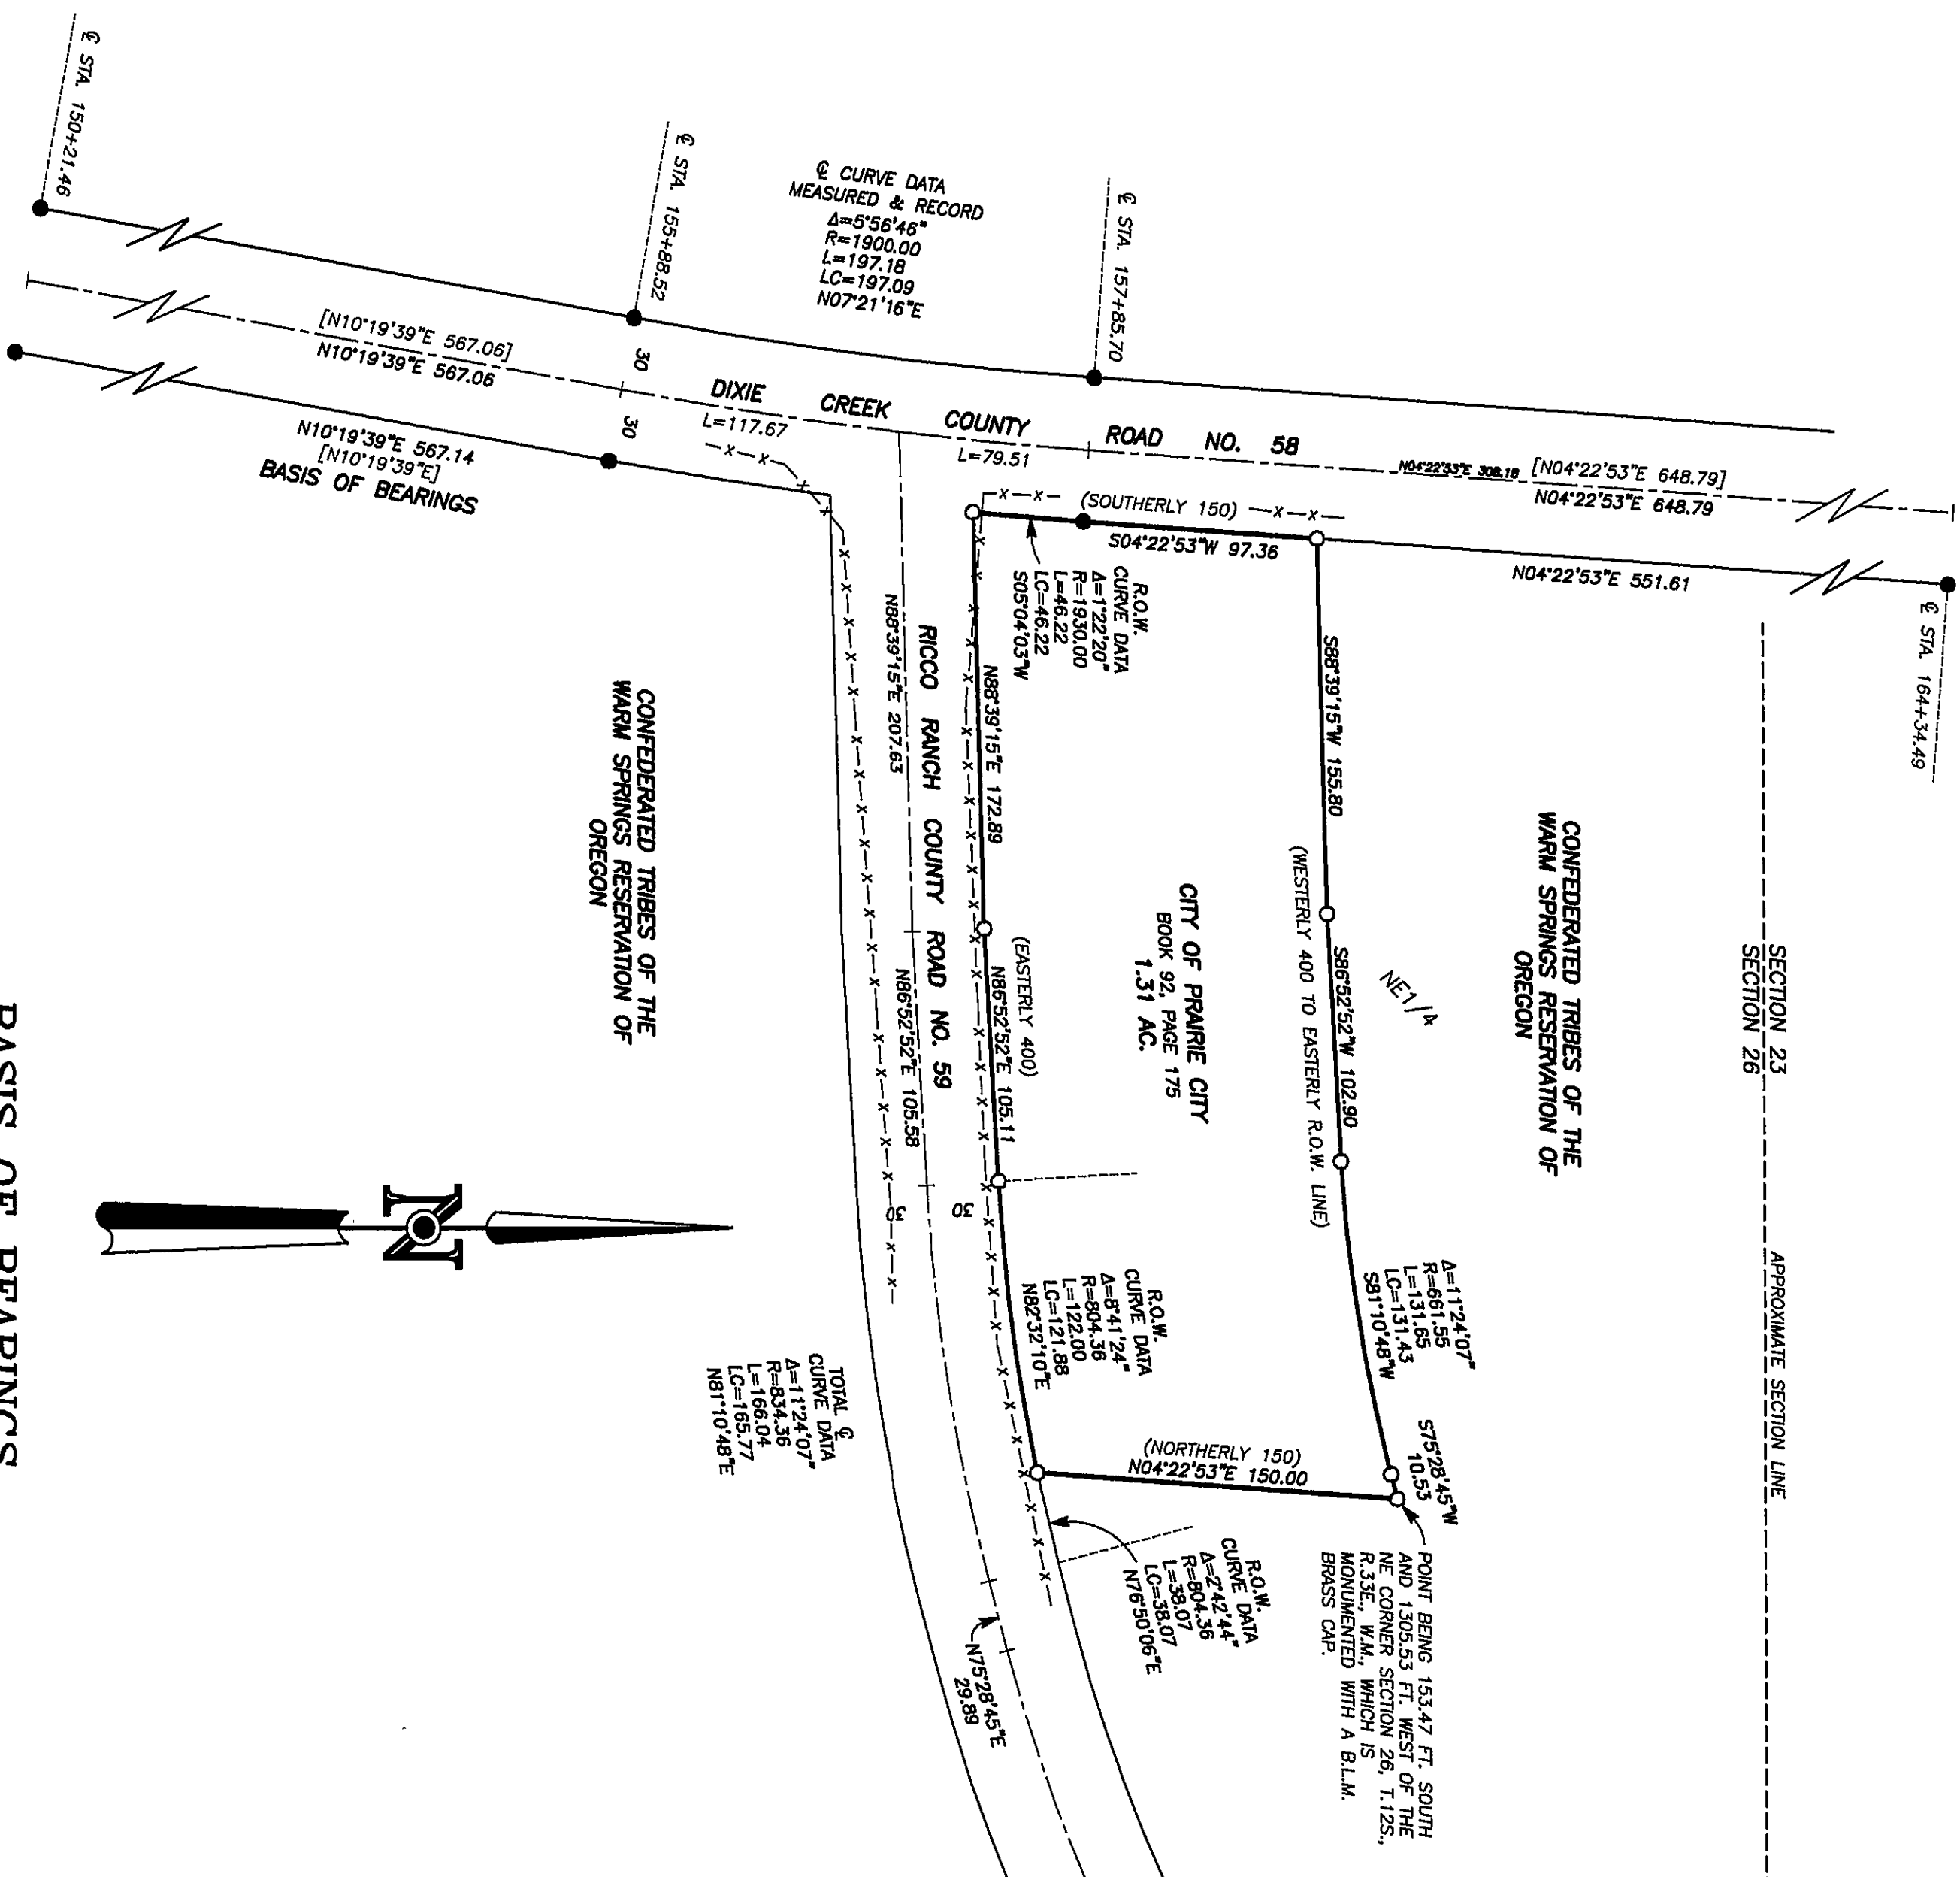 ℄ STA. 150+21.46
℄ STA. 155+88.52
℄ CURVE DATA
MEASURED & RECORD
Δ=5°56'46"
R=1900.00
L=197.18
LC=197.09
N07°21'16"E
℄ STA. 157+85.70
℄ STA. 164+34.49
[N10°19'39"E 567.06]
N10°19'39"E 567.06
N10°19'39"E 567.14
[N10°19'39"E]
BASIS OF BEARINGS
30
30
DIXIE CREEK COUNTY ROAD NO. 58
L=117.67
L=79.51
N04°22'53"E 308.18
[N04°22'53"E 648.79]
N04°22'53"E 648.79
(SOUTHERLY 150)
S04°22'53"W 97.36
N04°22'53"E 551.61
R.O.W.
CURVE DATA
Δ=1°22'20"
R=1930.00
L=46.22
LC=46.22
S05°04'03"W
SECTION 23
SECTION 26
APPROXIMATE SECTION LINE
CONFEDERATED TRIBES OF THE
WARM SPRINGS RESERVATION OF
OREGON
NE1/4
S88°39'15"W 155.80
S86°52'52"W 102.90
(WESTERLY 400 TO EASTERLY R.O.W. LINE)
Δ=11°24'07"
R=661.55
L=131.65
LC=131.43
S81°10'48"W
S75°28'45"W
10.53
POINT BEING 153.47 FT. SOUTH
AND 1305.53 FT. WEST OF THE
NE CORNER SECTION 26, T.12S.,
R.33E., W.M., WHICH IS
MONUMENTED WITH A B.L.M.
BRASS CAP.
CITY OF PRAIRIE CITY
BOOK 92, PAGE 175
1.31 AC.
(NORTHERLY 150)
N04°22'53"E 150.00
(EASTERLY 400)
N88°39'15"E 172.89
N86°52'52"E 105.11
R.O.W.
CURVE DATA
Δ=8°41'24"
R=804.36
L=122.00
LC=121.88
N82°32'10"E
R.O.W.
CURVE DATA
Δ=2°42'44"
R=804.36
L=38.07
LC=38.07
N76°50'06"E
RICCO RANCH COUNTY ROAD NO. 59
N88°39'15"E 207.63
N86°52'52"E 105.58
30
30
N75°28'45"E
29.89
TOTAL ℄
CURVE DATA
Δ=11°24'07"
R=834.36
L=166.04
LC=165.77
N81°10'48"E
CONFEDERATED TRIBES OF THE
WARM SPRINGS RESERVATION OF
OREGON
N
BASIS OF BEARINGS